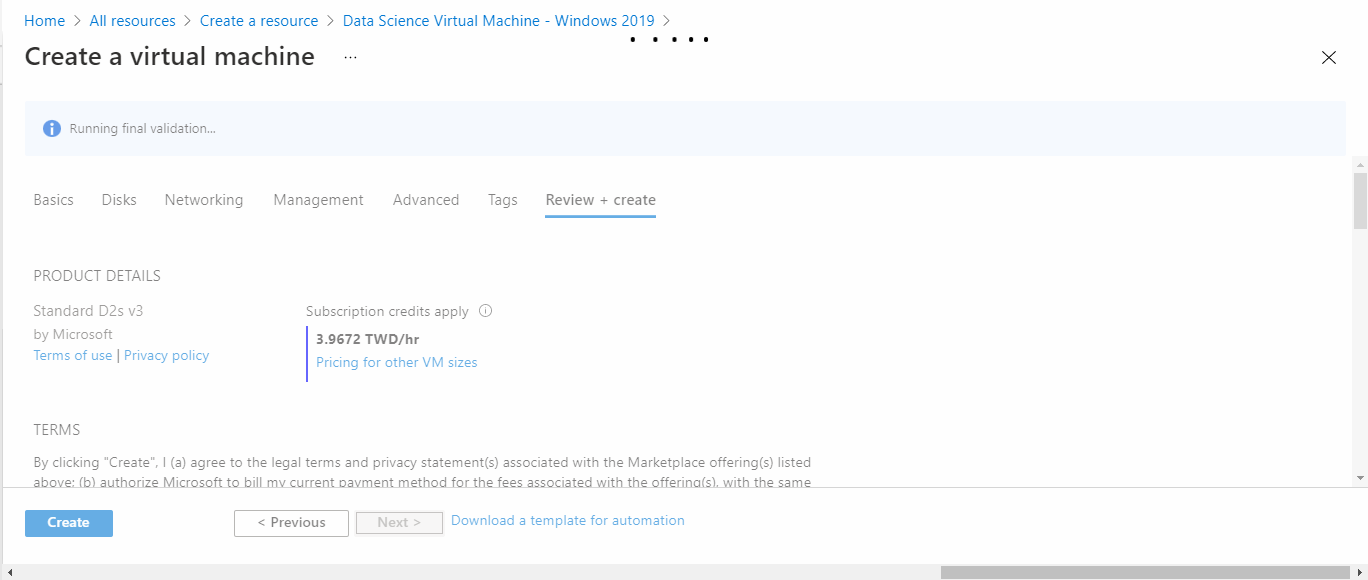 Home > All resources > Create a resource > Data Science Virtual Machine - Windows 2019 >
Create a virtual machine ...
Running final validation...
Basics Disks Networking Management Advanced Tags Review + create
PRODUCT DETAILS
Standard D2s v3
by Microsoft
Terms of use | Privacy policy
Subscription credits apply
3.9672 TWD/hr
Pricing for other VM sizes
TERMS
By clicking "Create", I (a) agree to the legal terms and privacy statement(s) associated with the Marketplace offering(s) listed
above; (b) authorize Microsoft to bill my current payment method for the fees associated with the offering(s), with the same
Create < Previous Next > Download a template for automation